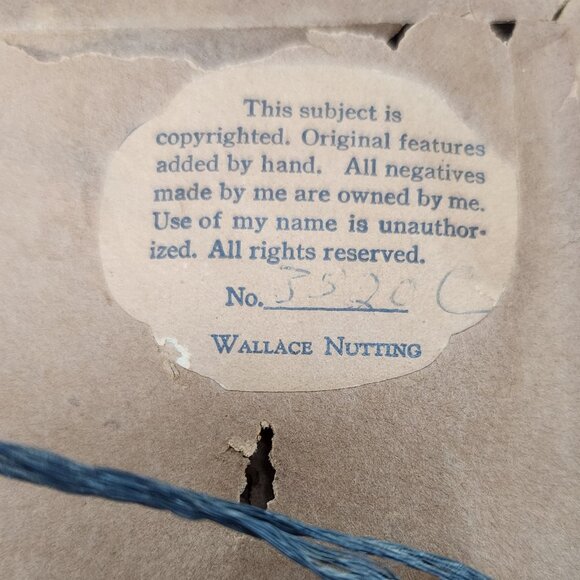 This subject is
copyrighted. Original features
added by hand. All negatives
made by me are owned by me.
Use of my name is unauthor-
ized. All rights reserved.
No. 3520 C
WALLACE NUTTING